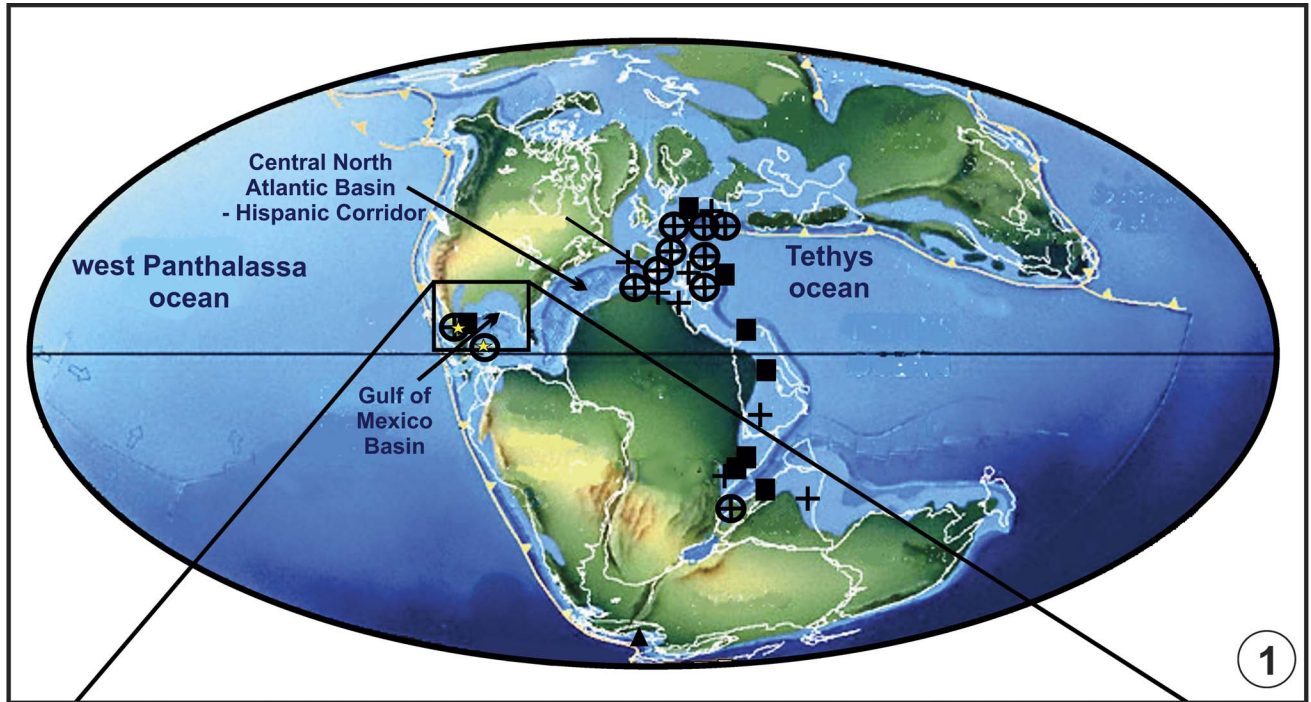 Central North
Atlantic Basin
- Hispanic Corridor
west Panthalassa
ocean
Tethys
ocean
Gulf of
Mexico
Basin
1